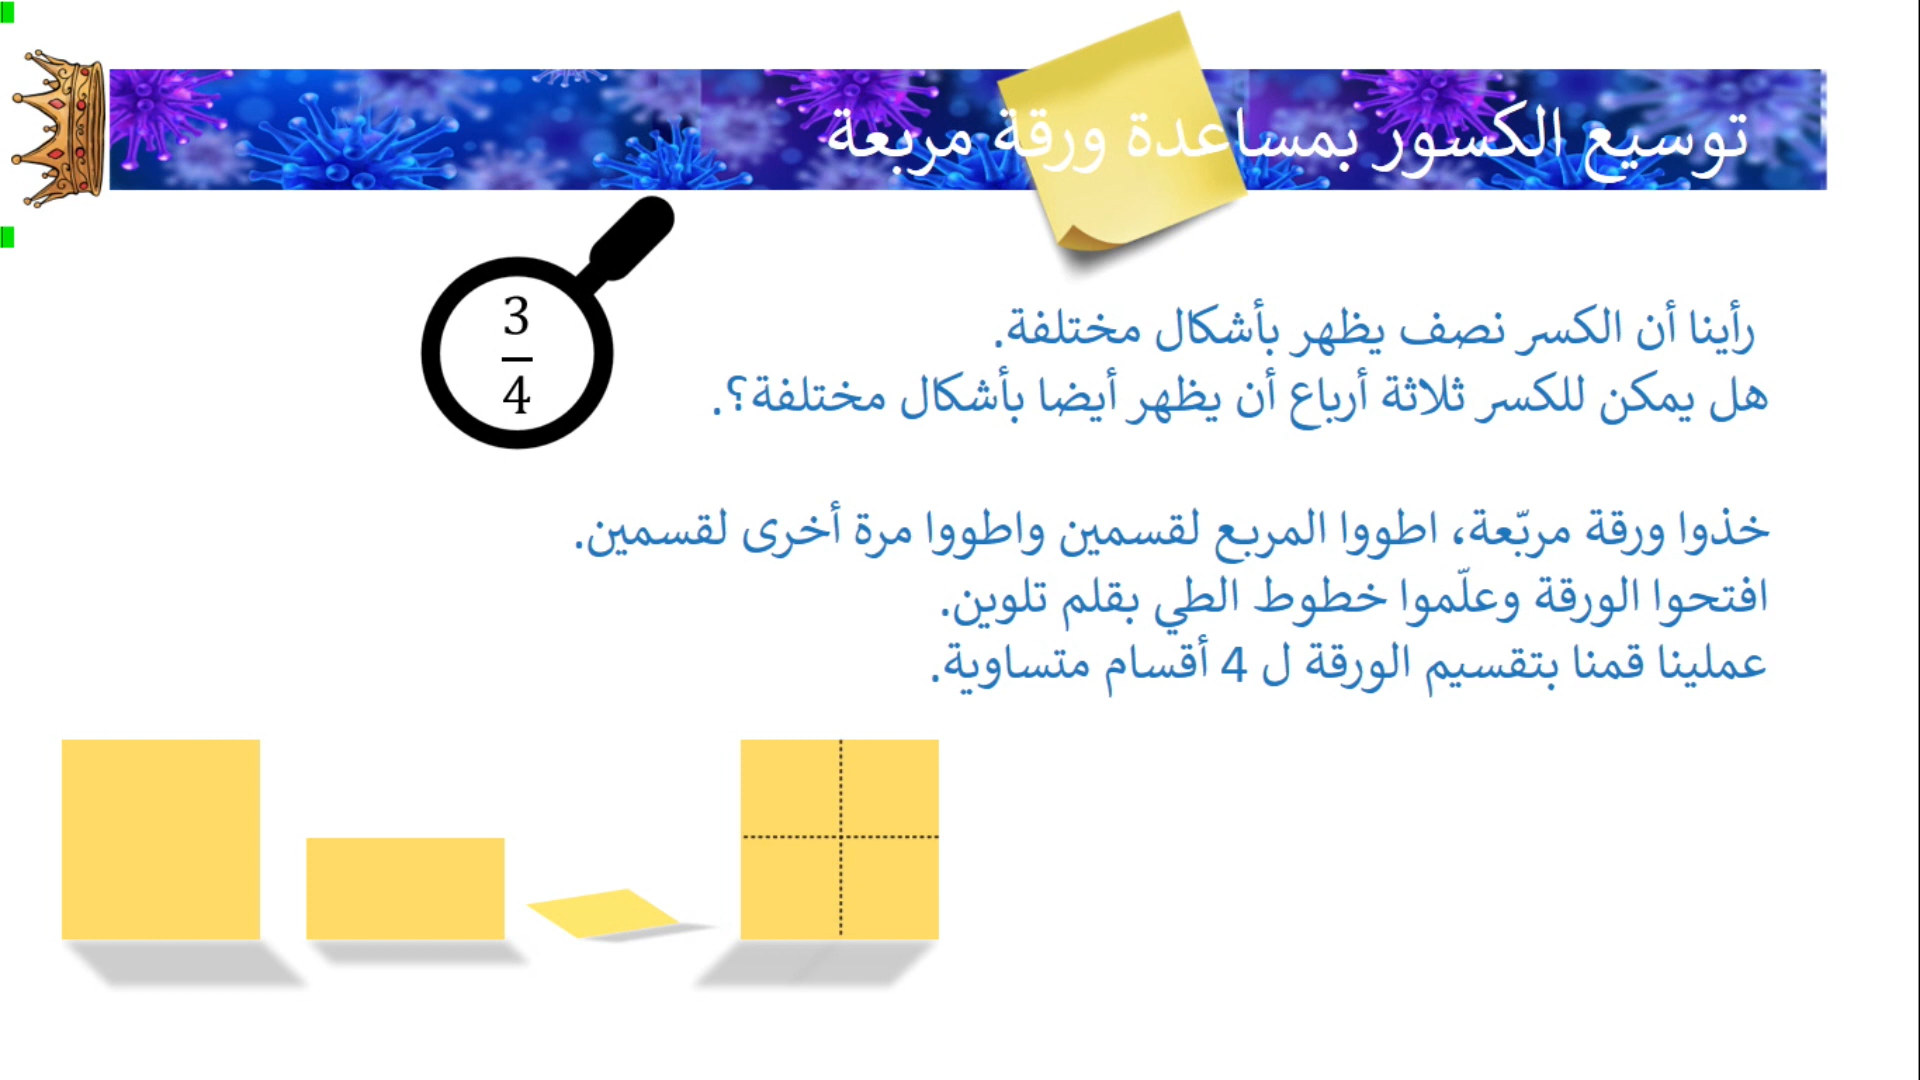 توسيع الكسور بمساعدة ورقة مربعة
3
4
رأينا أن الكسر نصف يظهر بأشكال مختلفة.
هل يمكن للكسر ثلاثة أرباع أن يظهر أيضا بأشكال مختلفة؟.
خذوا ورقة مربّعة، اطووا المربع لقسمين واطووا مرة أخرى لقسمين.
افتحوا الورقة وعلّموا خطوط الطي بقلم تلوين.
عملينا قمنا بتقسيم الورقة ل 4 أقسام متساوية.